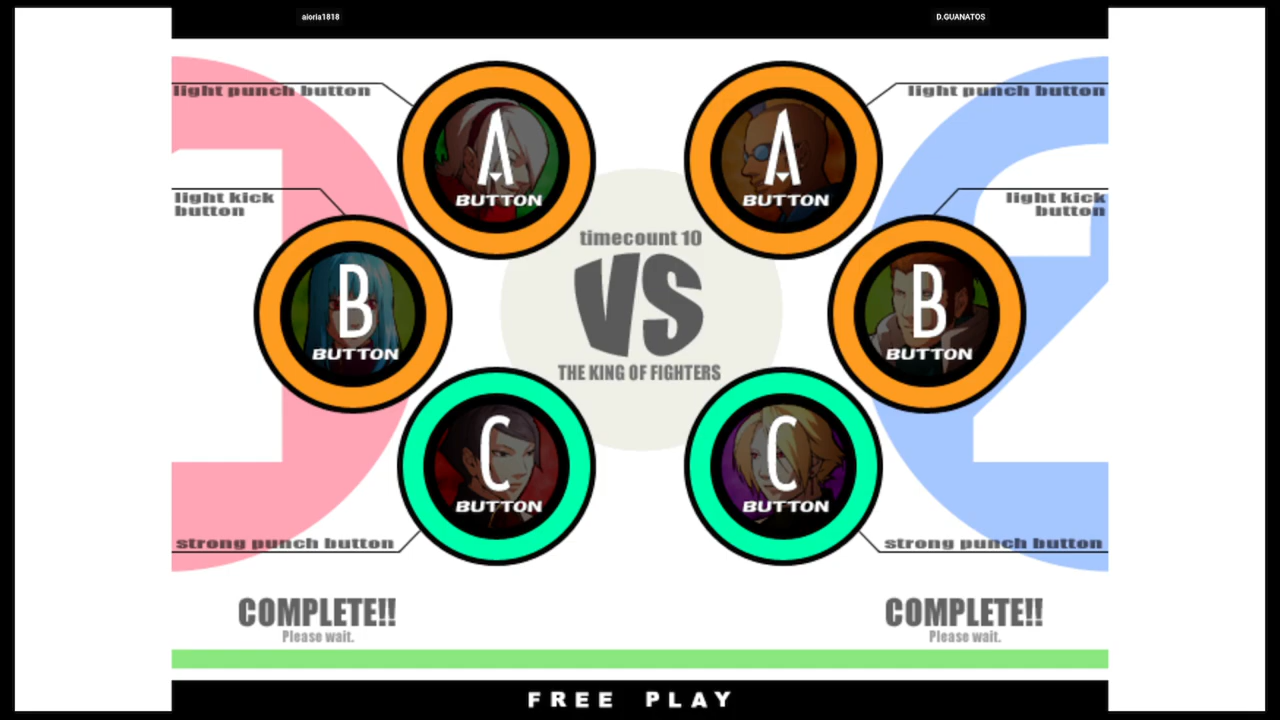 aioria1818
D.GUANATOS
light punch button
light punch button
A
BUTTON
A
BUTTON
light kick
button
light kick
button
timecount 10
VS
THE KING OF FIGHTERS
B
BUTTON
B
BUTTON
C
BUTTON
C
BUTTON
strong punch button
strong punch button
COMPLETE!!
Please wait.
COMPLETE!!
Please wait.
FREE PLAY
1
2